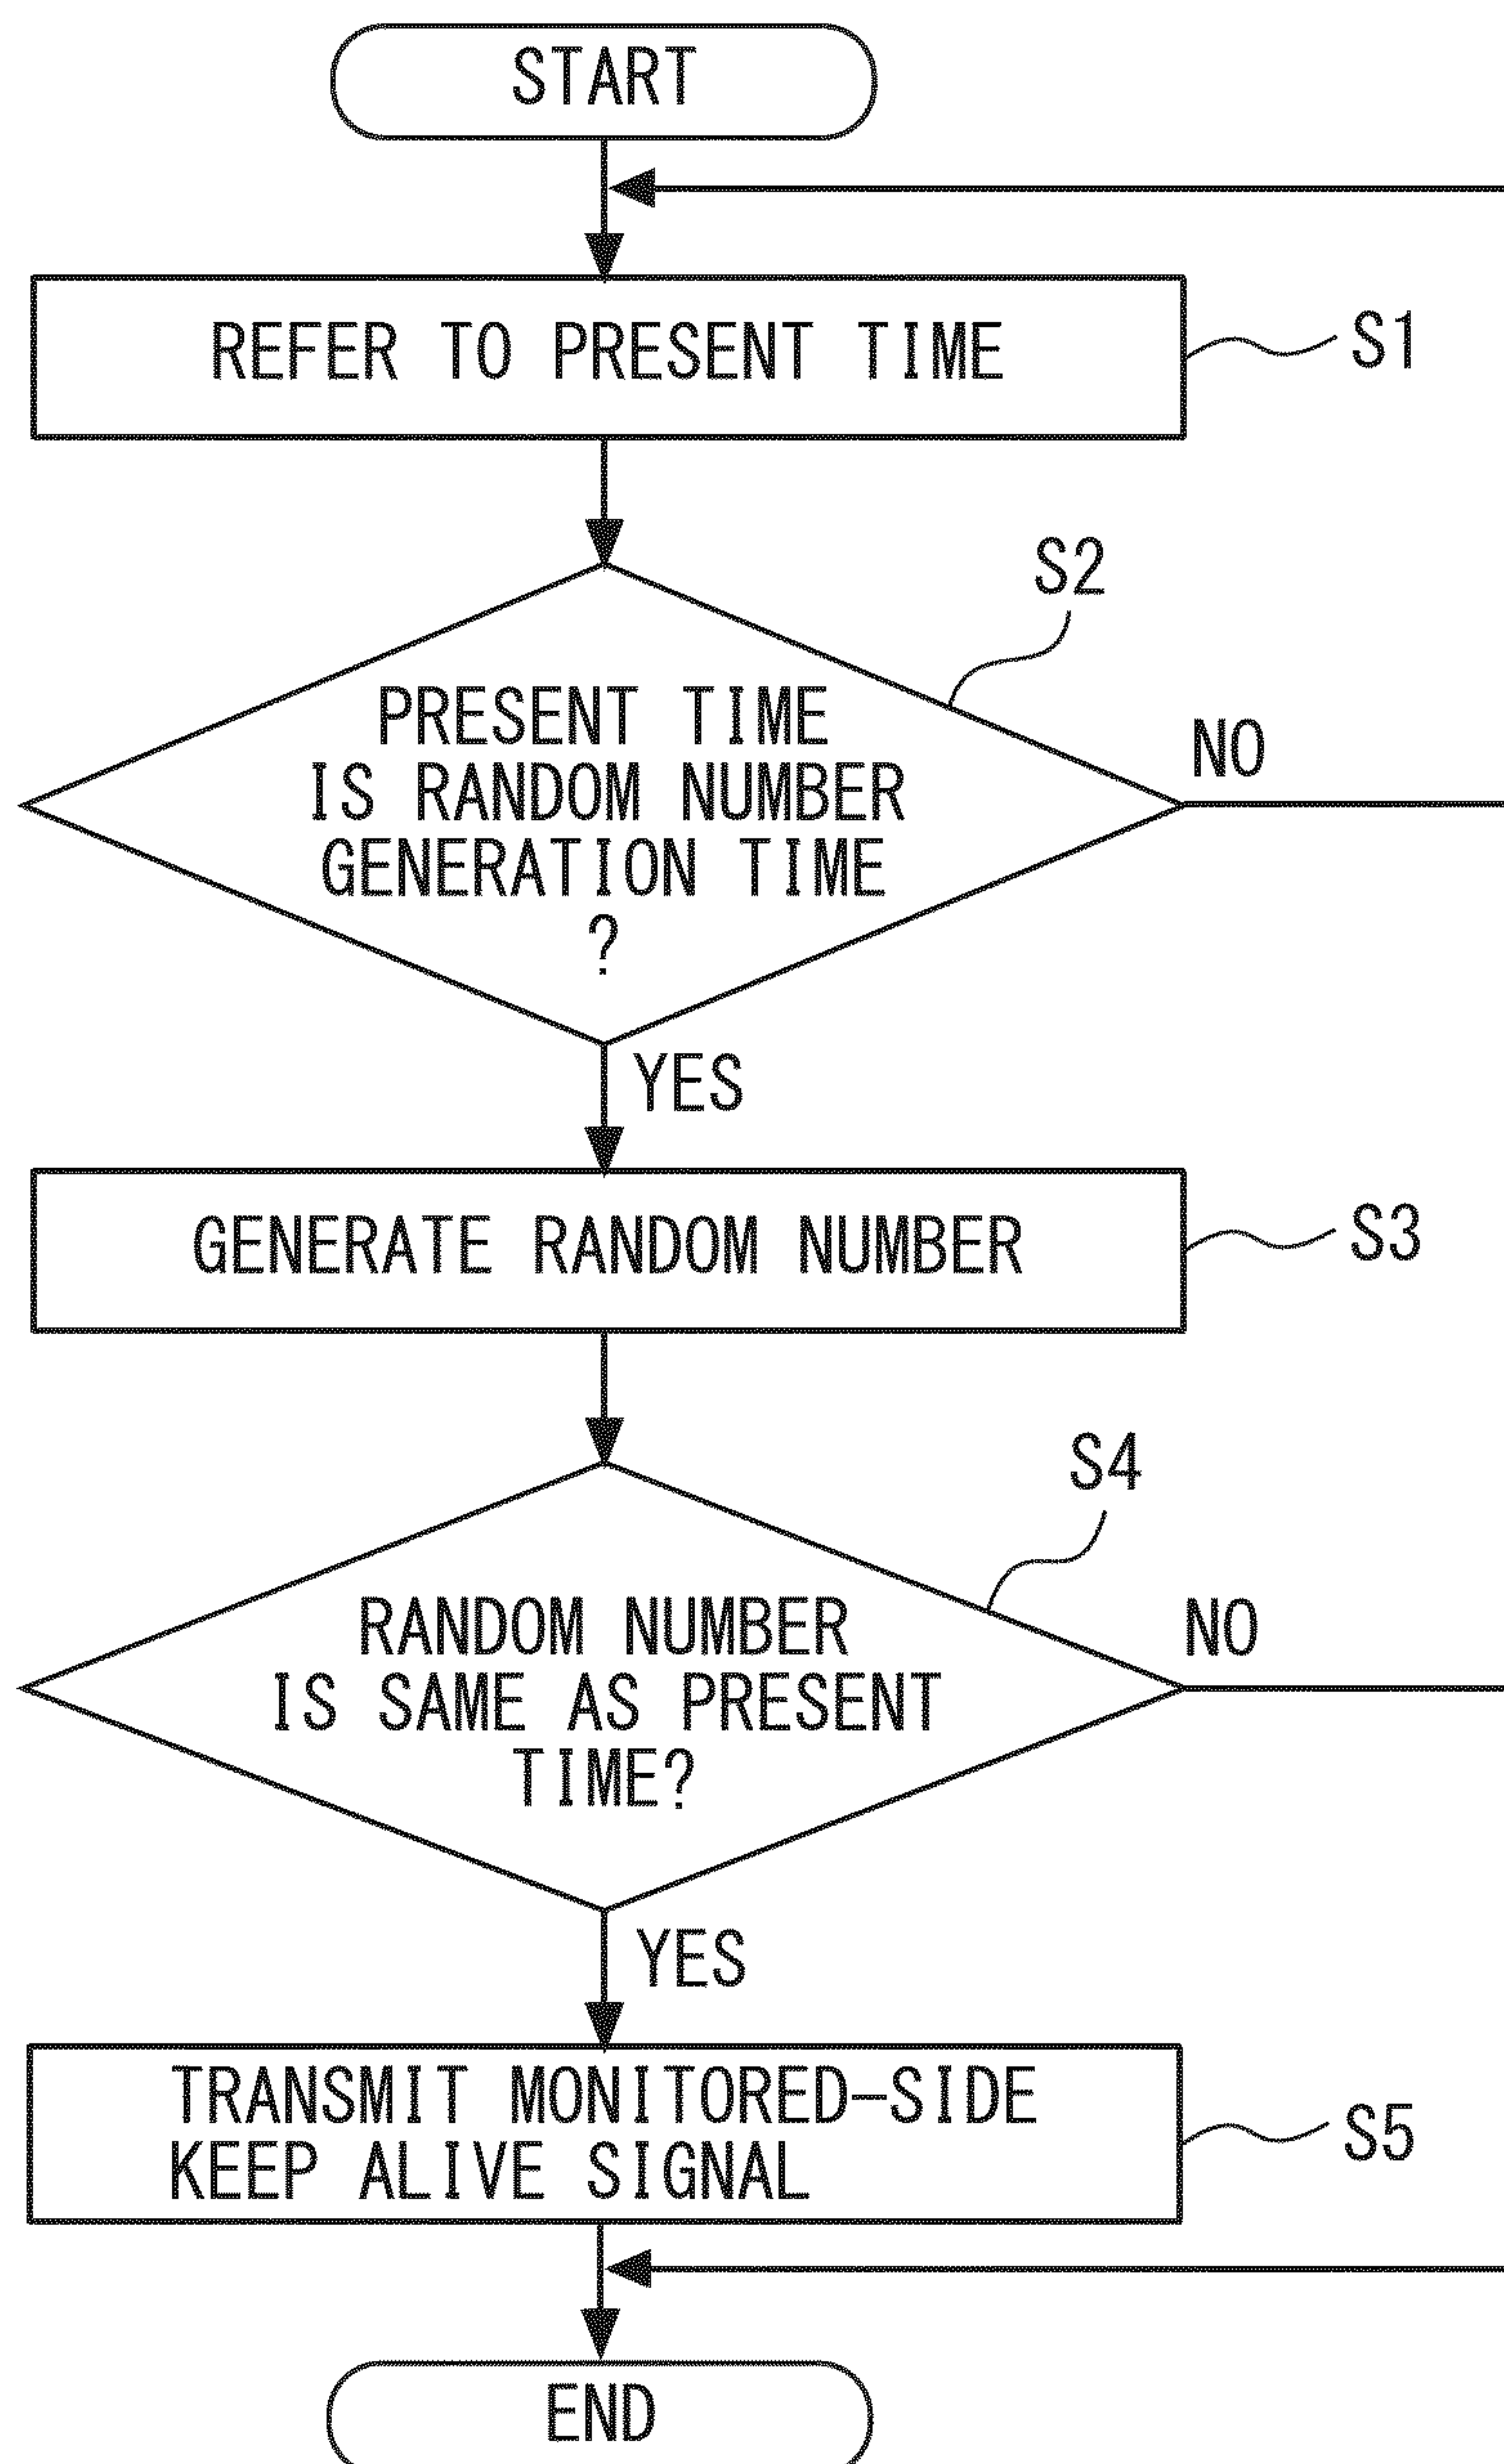 START
REFER TO PRESENT TIME
S1
S2
PRESENT TIME
IS RANDOM NUMBER
GENERATION TIME
?
NO
YES
GENERATE RANDOM NUMBER
S3
S4
RANDOM NUMBER
IS SAME AS PRESENT
TIME?
NO
YES
TRANSMIT MONITORED-SIDE
KEEP ALIVE SIGNAL
S5
END